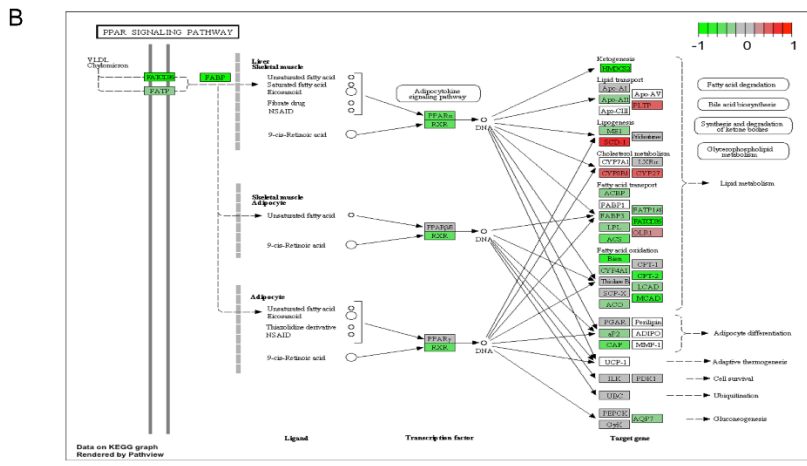 B
PPAR SIGNALING PATHWAY
-1 0 1
VLDL
Chylomicron
FABP
FATP
Liver
Skeletal muscle
Unsaturated fatty acid
Saturated fatty acid
Eicosanoid
Fibrate drug
NSAID
9-cis-Retinoic acid
Adipocytokine
signaling pathway
PPARα
RXR
DNA
Skeletal muscle
Adipocyte
Unsaturated fatty acid
9-cis-Retinoic acid
RXR
DNA
Adipocyte
Unsaturated fatty acid
Eicosanoid
Thiazolidine derivative
NSAID
9-cis-Retinoic acid
PPARγ
RXR
DNA
Ketogenesis
HMGCS2
Lipid transport
Apo-AI
Apo-AII
Apo-AV
Apo-CIII
PLTP
Lipogenesis
ME1
SCD-1
Cholesterol metabolism
CYP7A1
LXRα
CYP8B1
CYP27
Fatty acid transport
ACBP
FABP1
FABP3
LPL
ACS
OLR1
Fatty acid oxidation
CYP4A1
CPT-1
CPT-2
SCP-X
LCAD
ACO
MCAD
PGAR
Perilipin
aP2
ADIPO
CAP
MMP-1
UCP-1
ILK
PDK1
UBC
PEPCK
GyK
AQP7
Fatty acid degradation
Bile acid biosynthesis
Synthesis and degradation
of ketone bodies
Glycerophospholipid
metabolism
Lipid metabolism
Adipocyte differentiation
Adaptive thermogenesis
Cell survival
Ubiquitination
Gluconeogenesis
Data on KEGG graph
Rendered by Pathview
Ligand
Transcription factor
Target gene